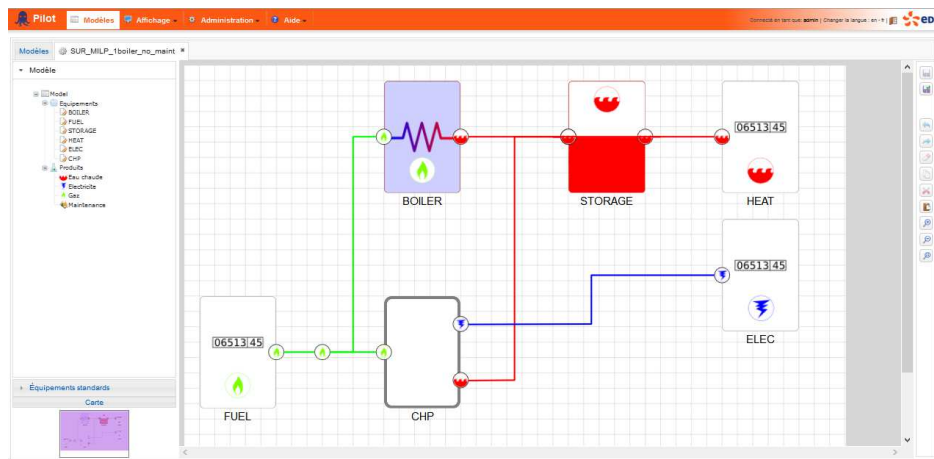 Pilot Modèles Affichage Administration Aide Connecté en tant que: admin | Changer la langue : en - fr | ED
Modèles SUR_MILP_1boiler_no_maint
Modèle
Model
Equipements
BOILER
FUEL
STORAGE
HEAT
ELEC
CHP
Produits
Eau chaude
Electricite
Gaz
Maintenance
Équipements standards
Carte
BOILER
STORAGE
06513 45
HEAT
06513 45
ELEC
06513 45
FUEL
CHP